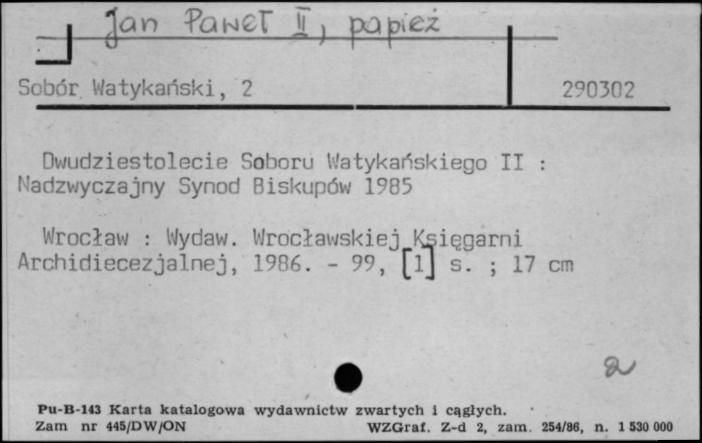 Jan Paweł II, papież
Sobór Watykański, 2 290302
Dwudziestolecie Soboru Watykańskiego II :
Nadzwyczajny Synod Biskupów 1985
Wrocław : Wydaw. Wrocławskiej Księgarni
Archidiecezjalnej, 1986. - 99, [1] s. ; 17 cm
Pu-B-143 Karta katalogowa wydawnictw zwartych i cągłych.
Zam nr 445/DW/ON WZGraf. Z-d 2, zam. 254/86, n. 1 530 000